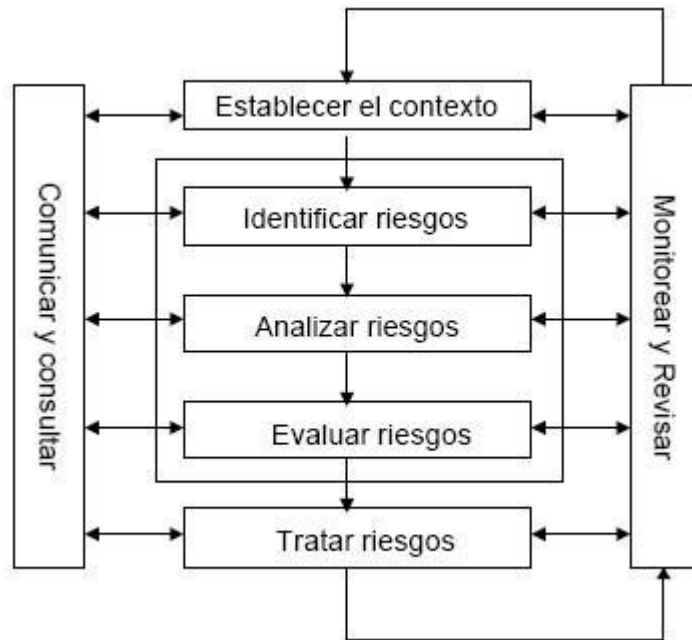 Establecer el contexto
Comunicar y consultar
Identificar riesgos
Monitorear y Revisar
Analizar riesgos
Evaluar riesgos
Tratar riesgos